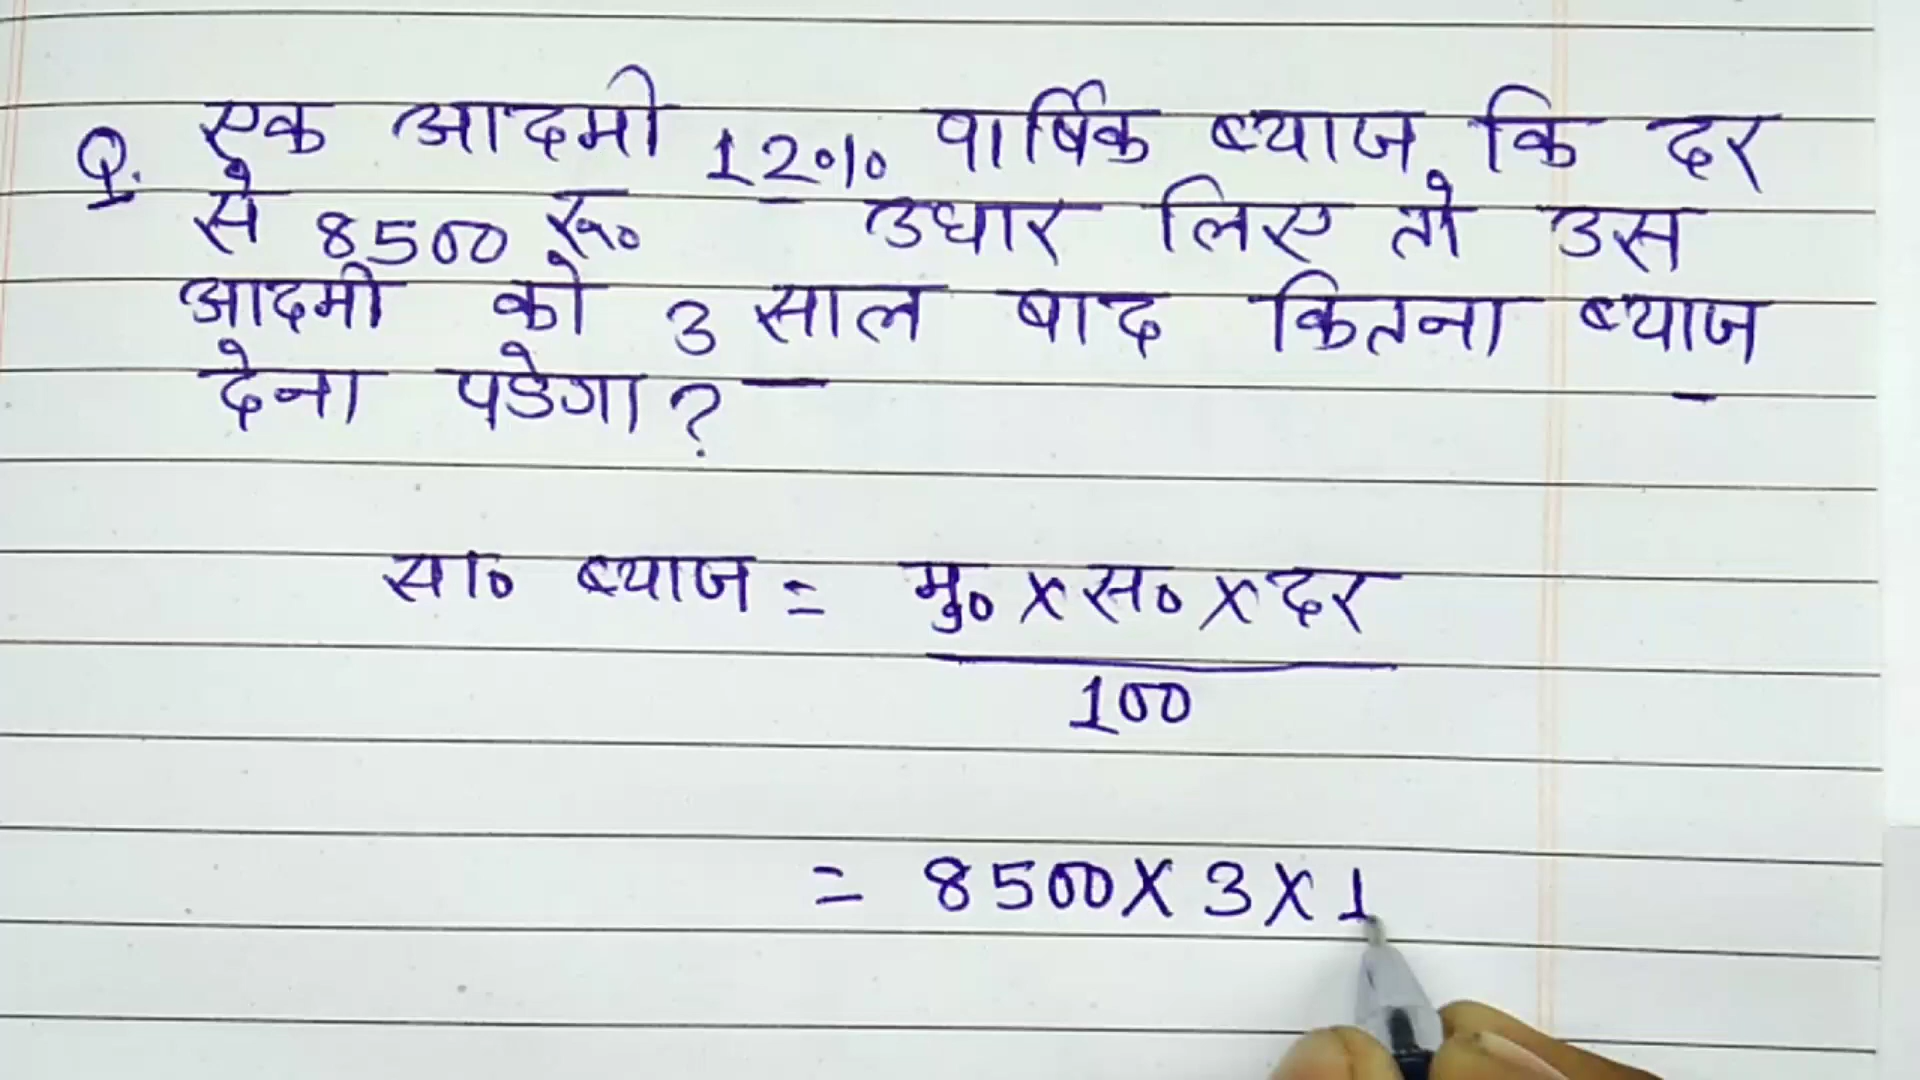 Q. एक आदमी 12% वार्षिक ब्याज कि दर
से 8500 रू० उधार लिए तो उस
आदमी को 3 साल बाद कितना ब्याज
देना पडेगा?
सा० ब्याज = मु० x स० x दर
100
= 8500 X 3 X 1